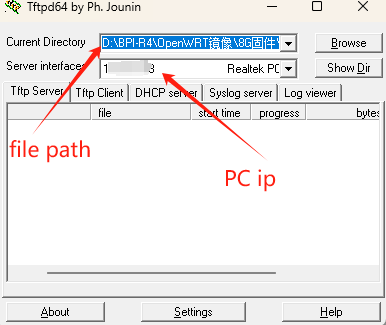 Tftpd64 by Ph. Jounin
Current Directory D:\BPI-R4\OpenWRT镜像\8G固件\ Browse
Server interfaces 1 3 Realtek PC Show Dir
Tftp Server Tftp Client DHCP server Syslog server Log viewer
file start time progress bytes
file path
PC ip
About Settings Help